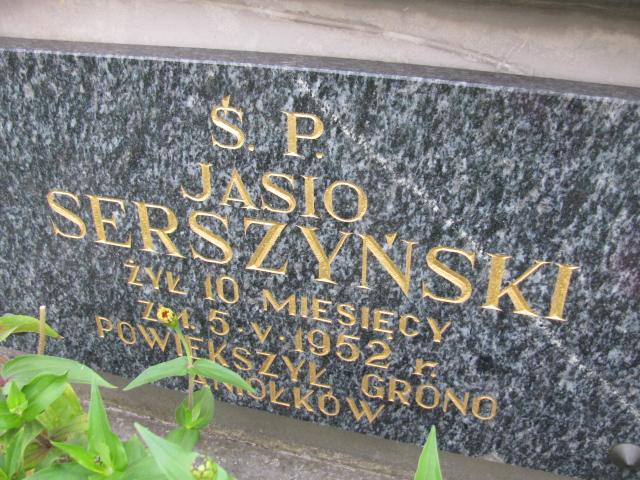 Ś. P.
JASIO
SERSZYŃSKI
ŻYŁ 10 MIESIĘCY
ZM. 5. V. 1952 r.
POWIĘKSZYŁ GRONO
ANIOŁKÓW